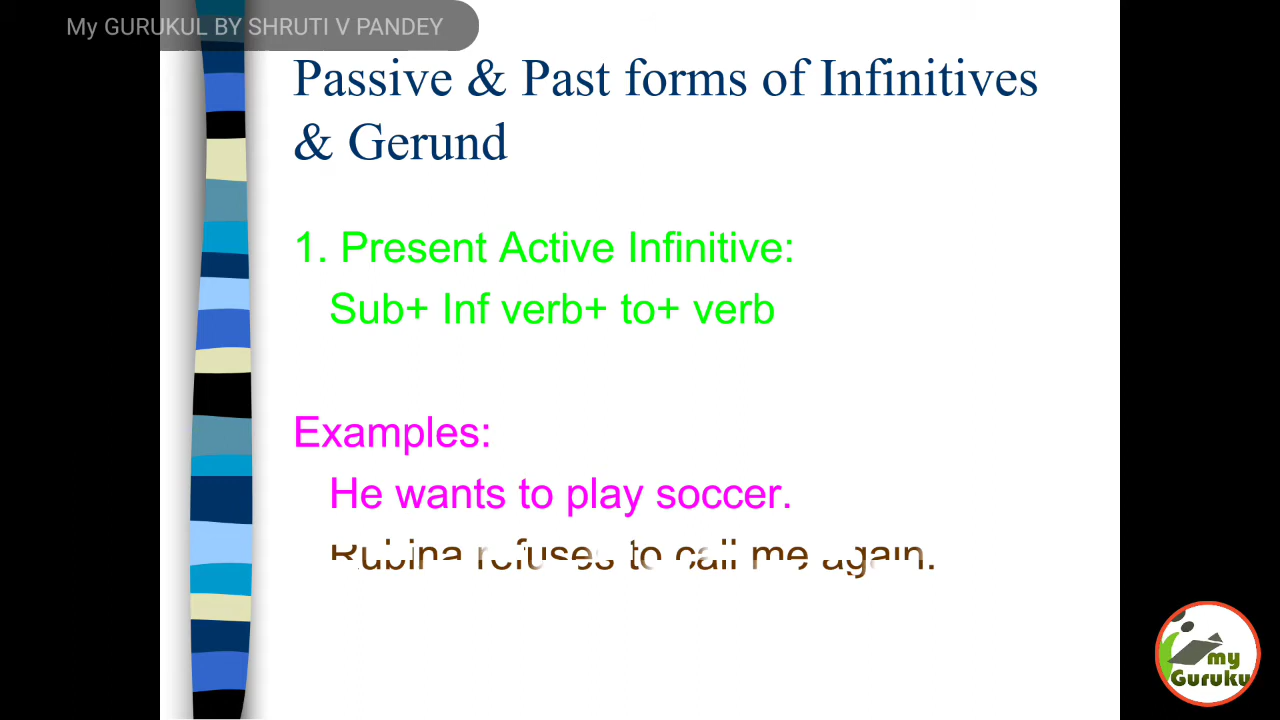 My GURUKUL BY SHRUTI V PANDEY
Passive & Past forms of Infinitives
& Gerund
1. Present Active Infinitive:
Sub+ Inf verb+ to+ verb
Examples:
He wants to play soccer.
Rubina refuses to call me again.
my
Guruku